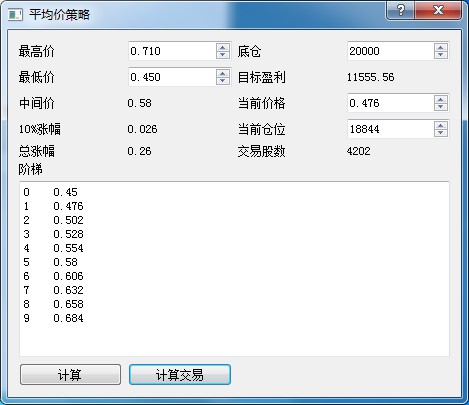 平均价策略
最高价 0.710 底仓 20000
最低价 0.450 目标盈利 11555.56
中间价 0.58 当前价格 0.476
10%涨幅 0.026 当前仓位 18844
总涨幅 0.26 交易股数 4202
阶梯
0 0.45
1 0.476
2 0.502
3 0.528
4 0.554
5 0.58
6 0.606
7 0.632
8 0.658
9 0.684
计算 计算交易